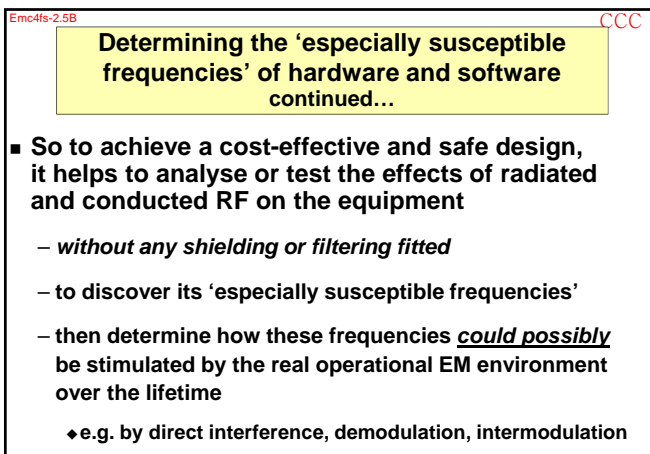 Emc4fs-2.5B
CCC
Determining the ‘especially susceptible
frequencies’ of hardware and software
continued…
■ So to achieve a cost-effective and safe design,
it helps to analyse or test the effects of radiated
and conducted RF on the equipment
– without any shielding or filtering fitted
– to discover its ‘especially susceptible frequencies’
– then determine how these frequencies could possibly
be stimulated by the real operational EM environment
over the lifetime
◆e.g. by direct interference, demodulation, intermodulation